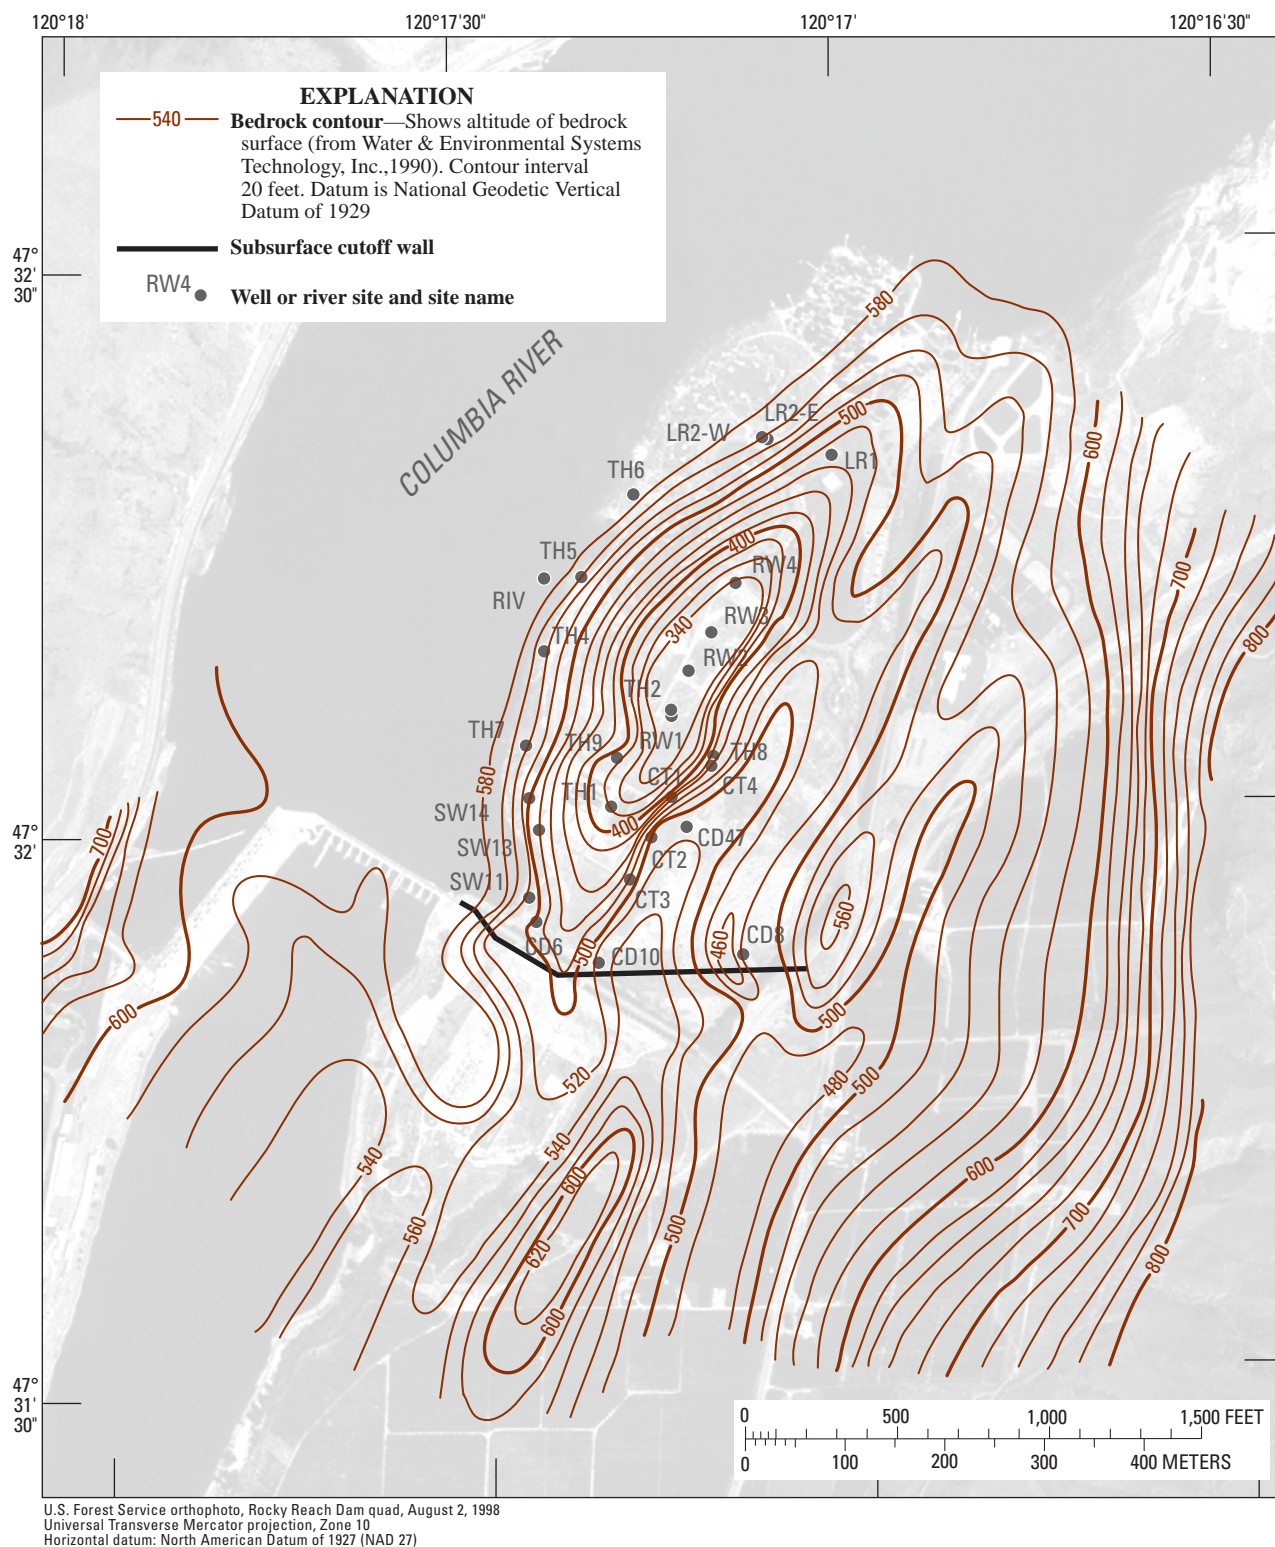 120°18'
120°17'30"
120°17'
120°16'30"
EXPLANATION
540
Bedrock contour—Shows altitude of bedrock
surface (from Water & Environmental Systems
Technology, Inc.,1990). Contour interval
20 feet. Datum is National Geodetic Vertical
Datum of 1929
Subsurface cutoff wall
RW4
Well or river site and site name
47°
32'
30"
580
COLUMBIA RIVER
LR2-E
500
LR2-W
600
LR1
TH6
400
TH5
RW4
700
RIV
340
RW3
800
TH4
RW2
TH2
TH7
TH9
RW1
TH8
580
CT1
CT4
TH1
SW14
400
47°
32'
700
CD47
SW13
CT2
SW11
CT3
560
CD8
CD6
500
CD10
460
600
500
520
480
500
540
540
600
600
560
500
700
620
800
600
47°
31'
30"
0
500
1,000
1,500 FEET
0
100
200
300
400 METERS
U.S. Forest Service orthophoto, Rocky Reach Dam quad, August 2, 1998
Universal Transverse Mercator projection, Zone 10
Horizontal datum: North American Datum of 1927 (NAD 27)